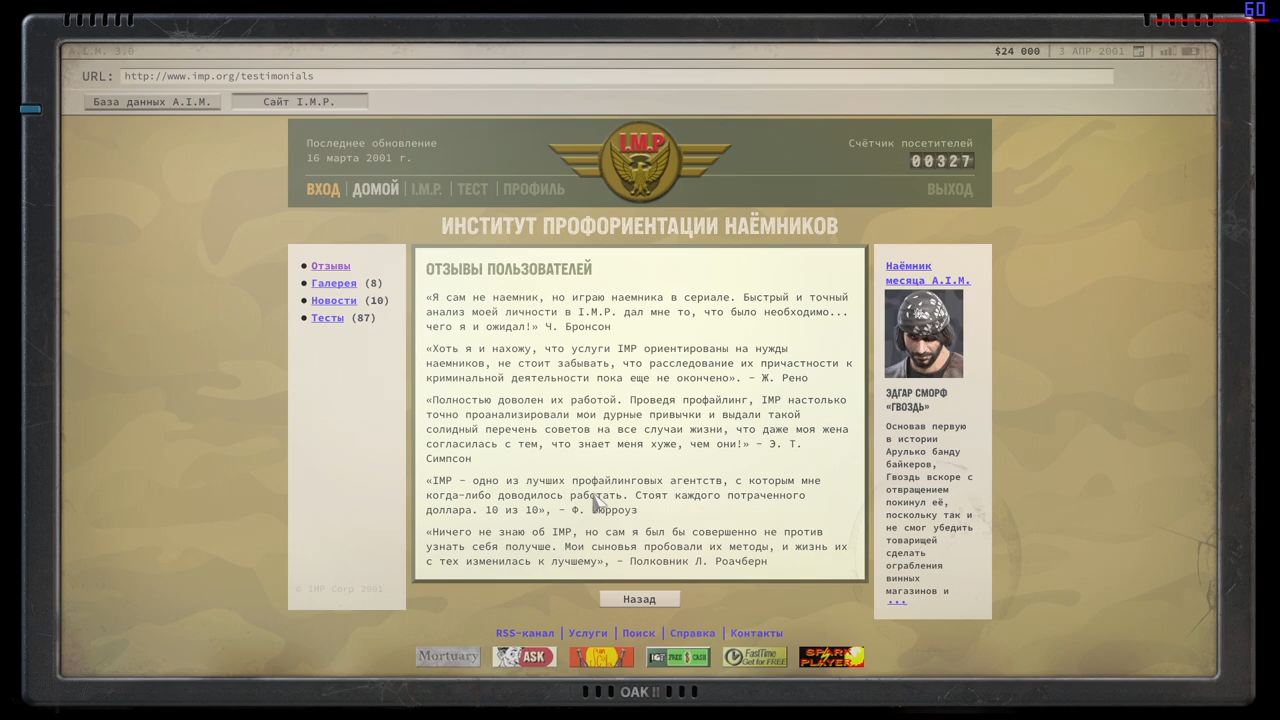 60
A.I.M. 3.0
$24 000 | 3 АПР 2001
URL: http://www.imp.org/testimonials
База данных A.I.M.
Сайт I.M.P.
Последнее обновление
16 марта 2001 г.
I.M.P
Счётчик посетителей
00327
ВХОД | ДОМОЙ | I.M.P. | ТЕСТ | ПРОФИЛЬ
ВЫХОД
ИНСТИТУТ ПРОФОРИЕНТАЦИИ НАЁМНИКОВ
Отзывы
Галерея (8)
Новости (10)
Тесты (87)
© IMP Corp 2001
ОТЗЫВЫ ПОЛЬЗОВАТЕЛЕЙ
«Я сам не наемник, но играю наемника в сериале. Быстрый и точный
анализ моей личности в I.M.P. дал мне то, что было необходимо...
чего я и ожидал!» Ч. Бронсон
«Хоть я и нахожу, что услуги IMP ориентированы на нужды
наемников, не стоит забывать, что расследование их причастности к
криминальной деятельности пока еще не окончено». - Ж. Рено
«Полностью доволен их работой. Проведя профайлинг, IMP настолько
точно проанализировали мои дурные привычки и выдали такой
солидный перечень советов на все случаи жизни, что даже моя жена
согласилась с тем, что знает меня хуже, чем они!» - Э. Т.
Симпсон
«IMP - одно из лучших профайлинговых агентств, с которым мне
когда-либо доводилось работать. Стоят каждого потраченного
доллара. 10 из 10», - Ф.
«Ничего не знаю об IMP, но сам я был бы совершенно не против
узнать себя получше. Мои сыновья пробовали их методы, и жизнь их
с тех изменилась к лучшему», - Полковник Л. Роачберн
Назад
Наёмник
месяца A.I.M.
ЭДГАР СМОРФ
«ГВОЗДЬ»
Основав первую
в истории
Арулько банду
байкеров,
Гвоздь вскоре с
отвращением
покинул её,
поскольку так и
не смог убедить
товарищей
сделать
ограбления
винных
магазинов и
...
RSS-канал | Услуги | Поиск | Справка | Контакты
Mortuary
ASK
IGT FREE $ CASH
FastTime
Get for FREE
SPARK
PLAYER
OAK II